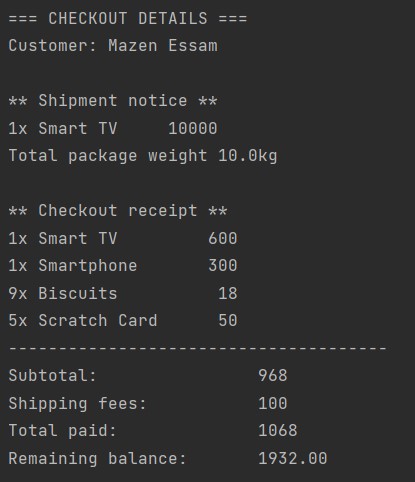 === CHECKOUT DETAILS ===
Customer: Mazen Essam
** Shipment notice **
1x Smart TV     10000
Total package weight 10.0kg
** Checkout receipt **
1x Smart TV         600
1x Smartphone       300
9x Biscuits          18
5x Scratch Card      50
--------------------------------------
Subtotal:                968
Shipping fees:           100
Total paid:              1068
Remaining balance:       1932.00